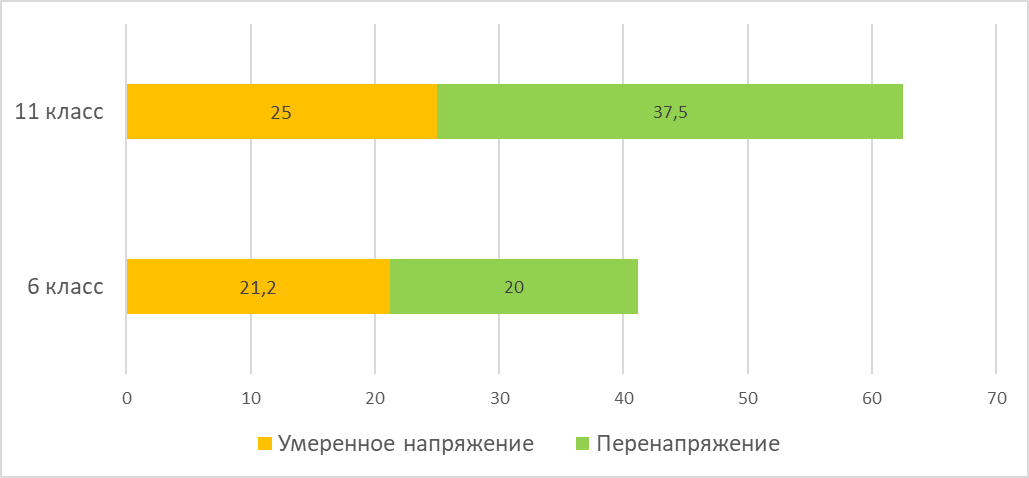 11 класс
25
37,5
6 класс
21,2
20
0 10 20 30 40 50 60 70
Умеренное напряжение Перенапряжение